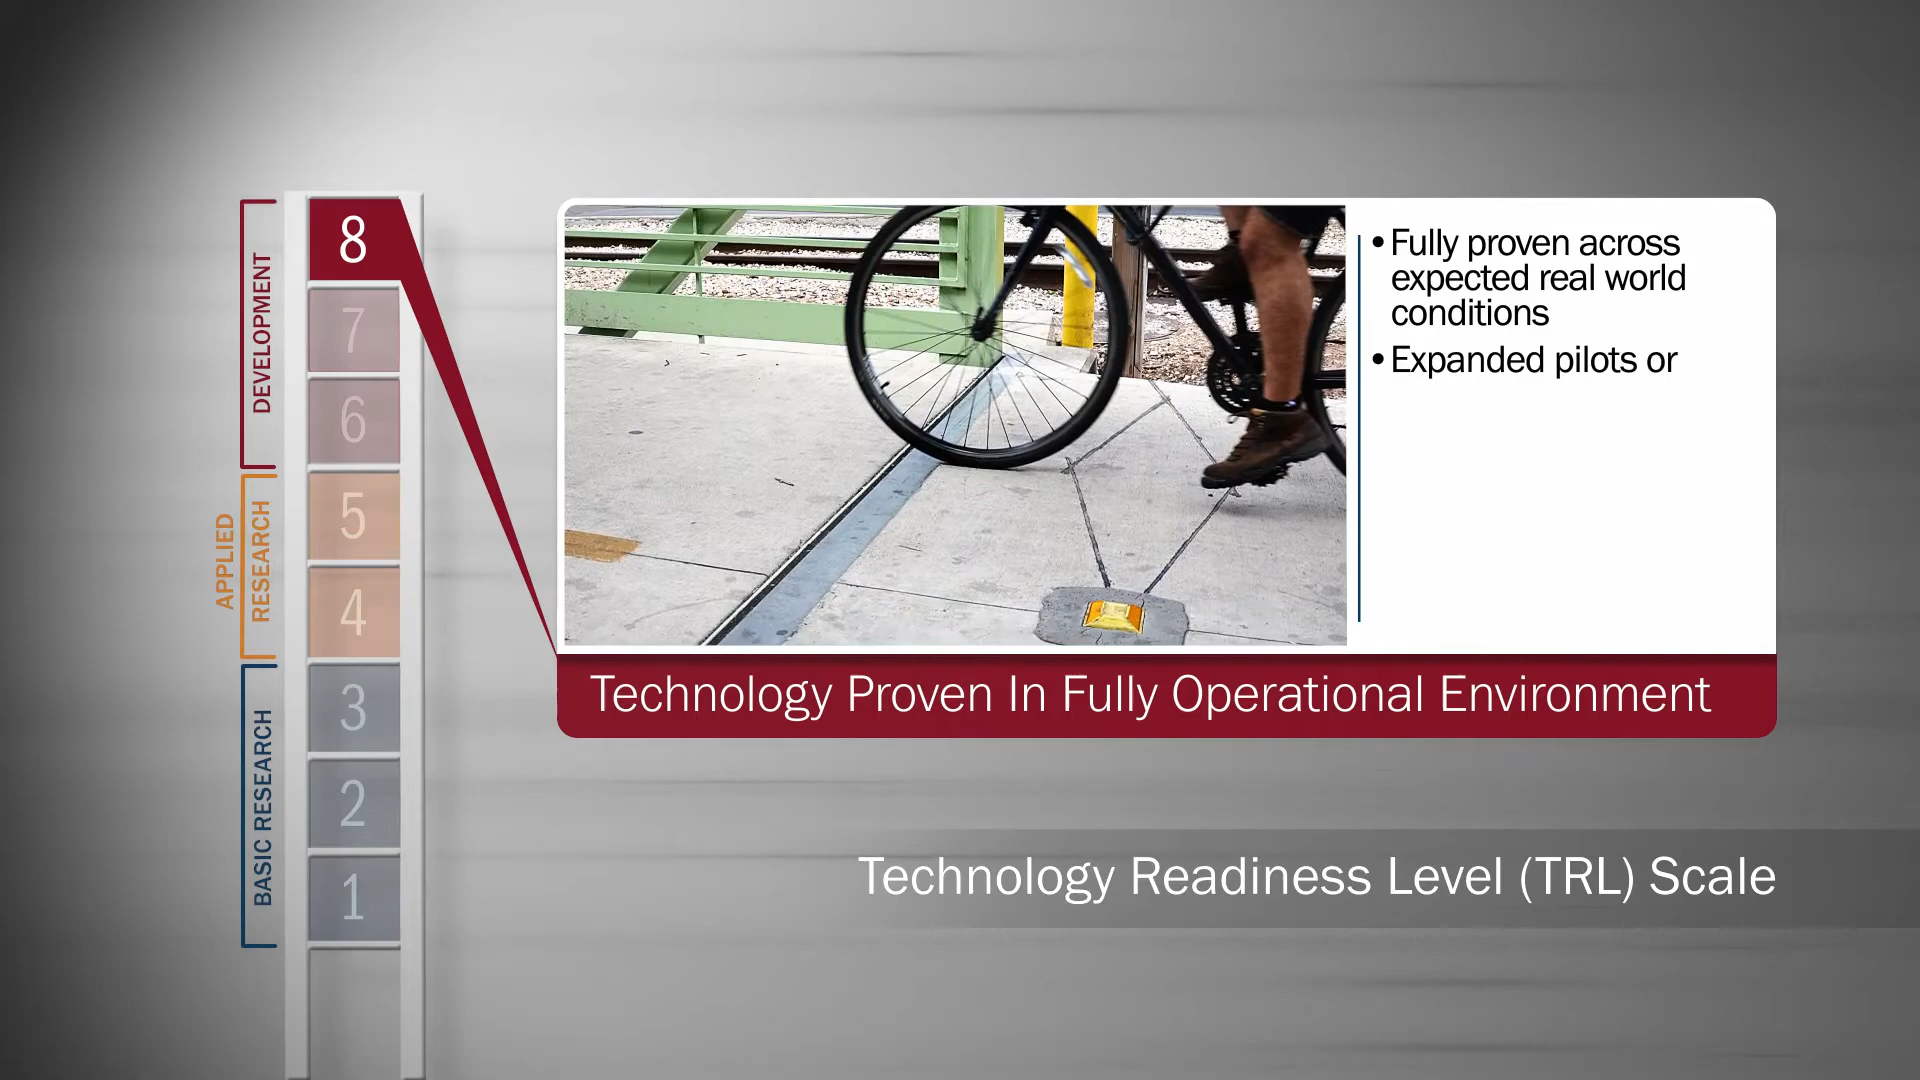 8
7
6
5
4
3
2
1
DEVELOPMENT
APPLIED
RESEARCH
BASIC RESEARCH
•Fully proven across
expected real world
conditions
•Expanded pilots or
Technology Proven In Fully Operational Environment
Technology Readiness Level (TRL) Scale